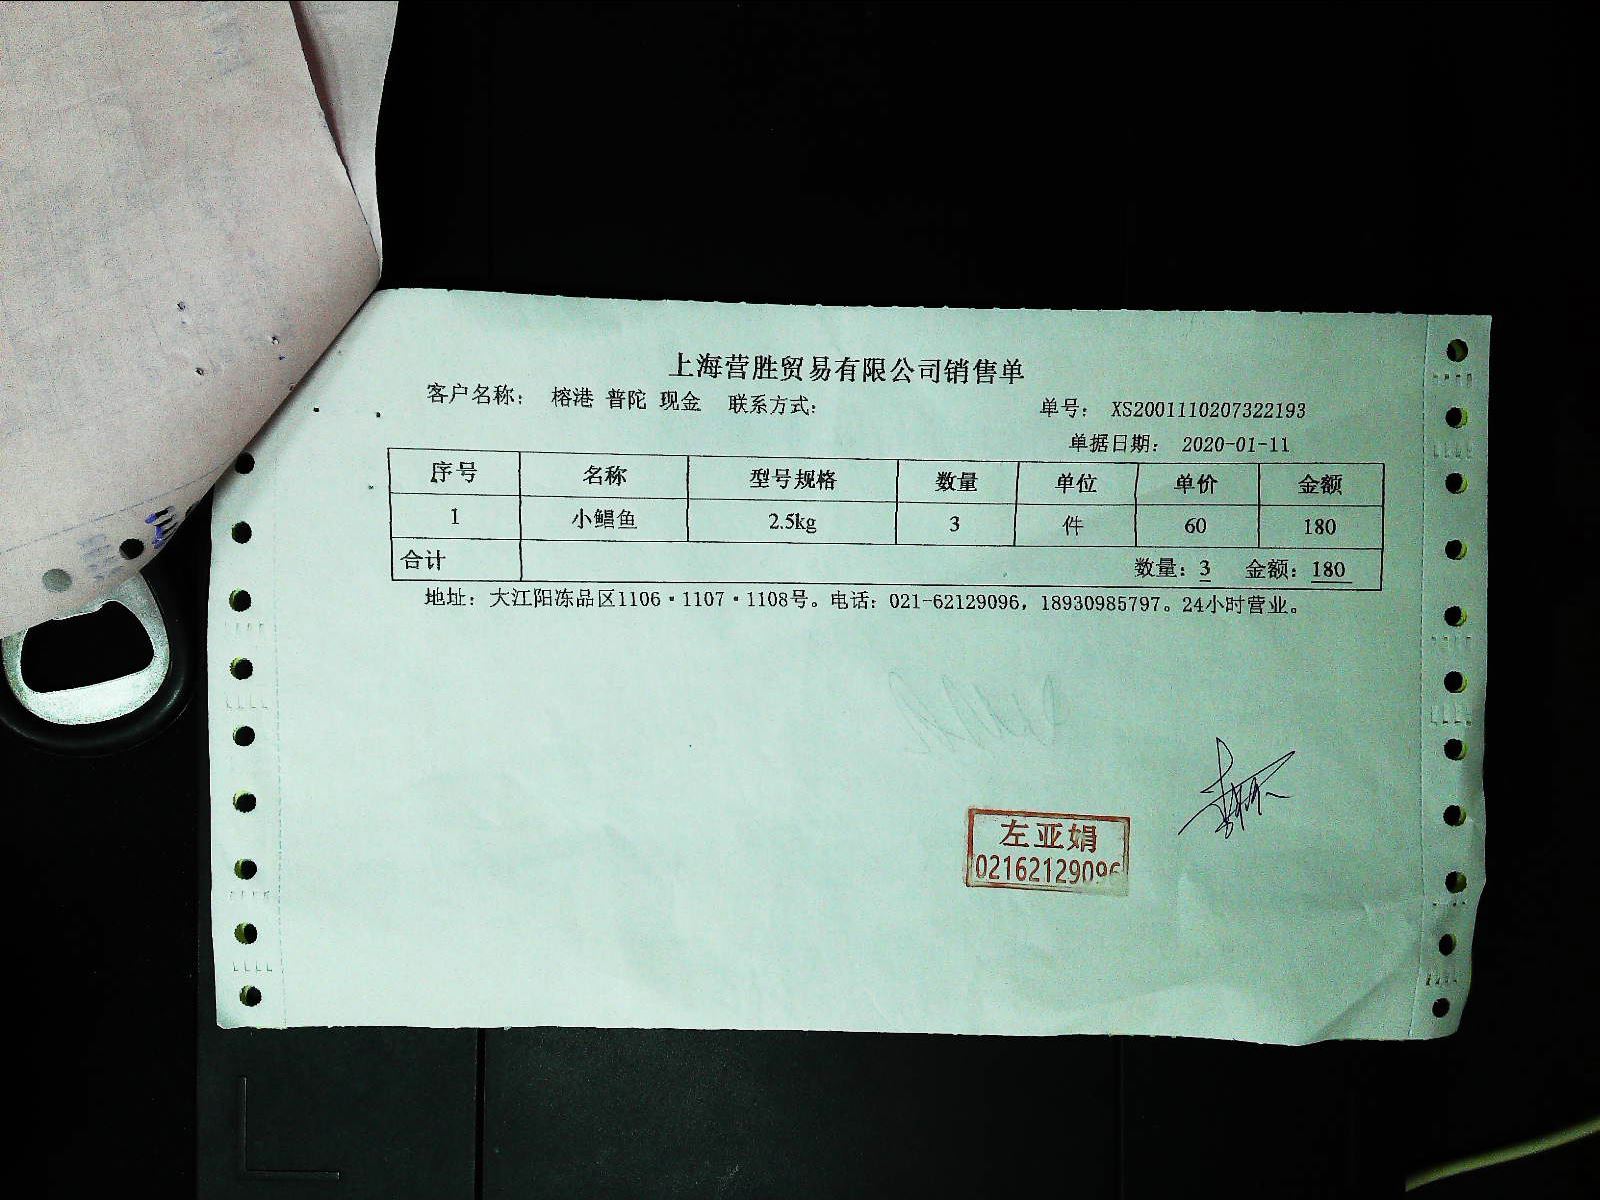 上海营胜贸易有限公司销售单
客户名称: 榕港 普陀 现金 联系方式: 单号: XS2001110207322193
单据日期: 2020-01-11
序号 名称 型号规格 数量 单位 单价 金额
1 小鲳鱼 2.5kg 3 件 60 180
合计 数量: 3 金额: 180
地址: 大江阳冻品区1106·1107·1108号。电话: 021-62129096, 18930985797。24小时营业。
左亚娟
02162129096